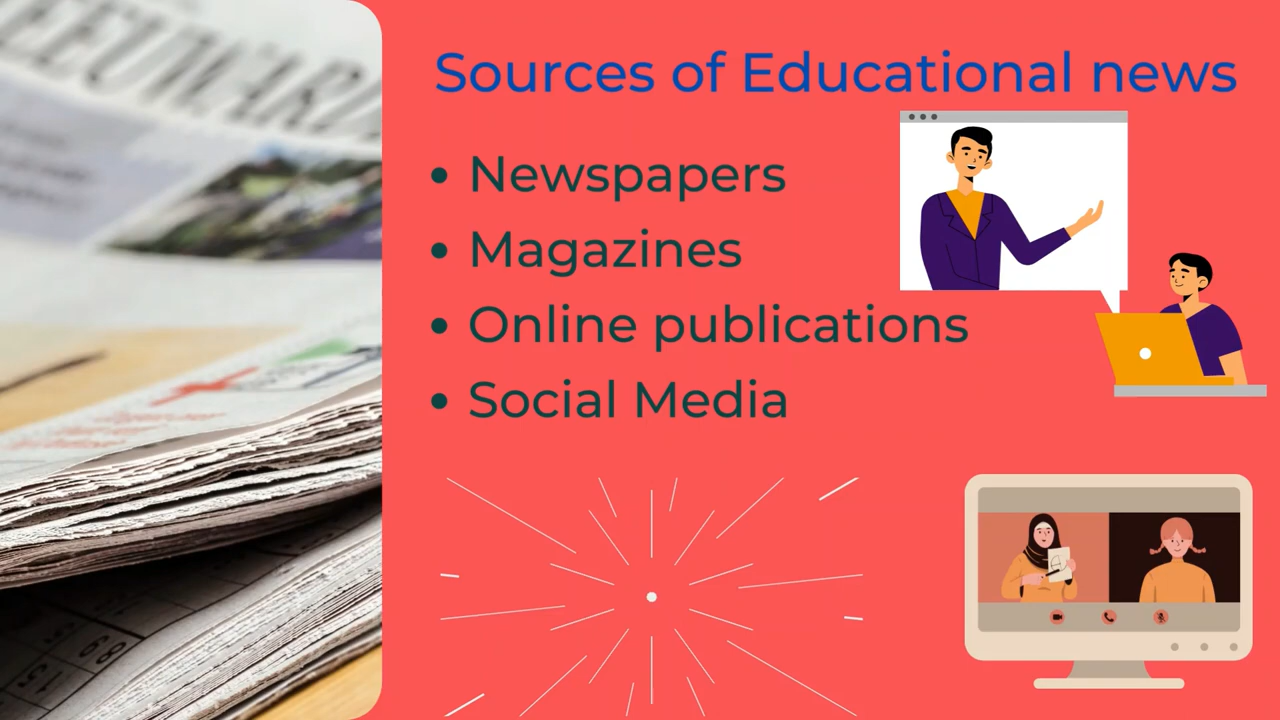 Sources of Educational news
• Newspapers
• Magazines
• Online publications
• Social Media